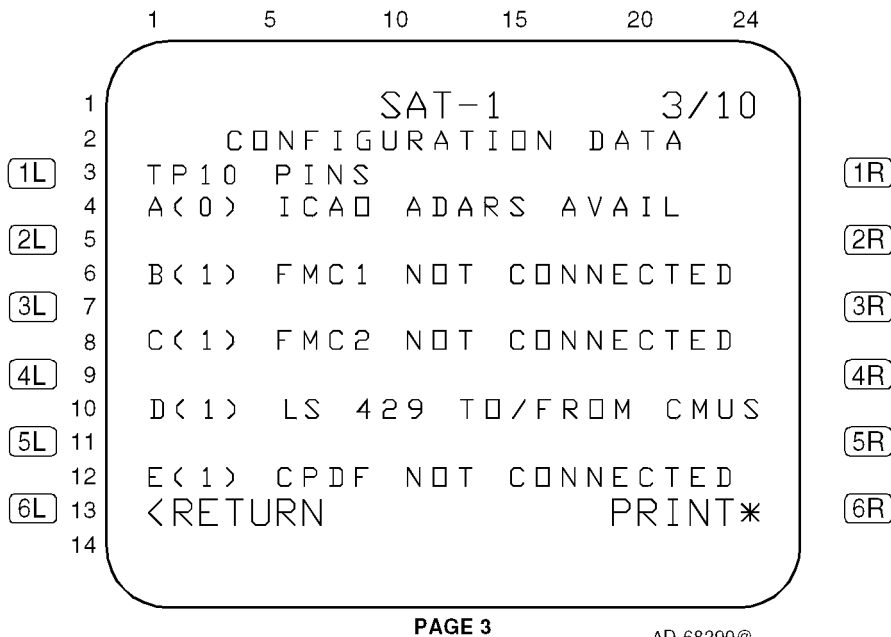 1 5 10 15 20 24
1 SAT-1 3/10
2 CONFIGURATION DATA
1L 3 TP10 PINS 1R
4 A(0) ICAO ADARS AVAIL
2L 5 2R
6 B(1) FMC1 NOT CONNECTED
3L 7 3R
8 C(1) FMC2 NOT CONNECTED
4L 9 4R
10 D(1) LS 429 TO/FROM CMUS
5L 11 5R
12 E(1) CPDF NOT CONNECTED
6L 13 <RETURN PRINT* 6R
14
PAGE 3
AD-68290@